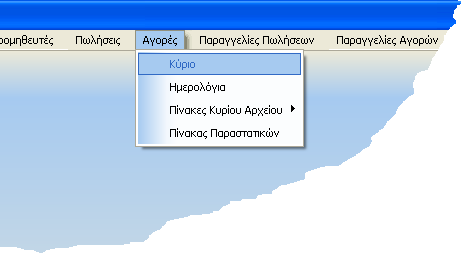 ρομηθευτές Πωλήσεις Αγορές Παραγγελίες Πωλήσεων Παραγγελίες Αγορών
Κύριο
Ημερολόγια
Πίνακες Κυρίου Αρχείου
Πίνακας Παραστατικών